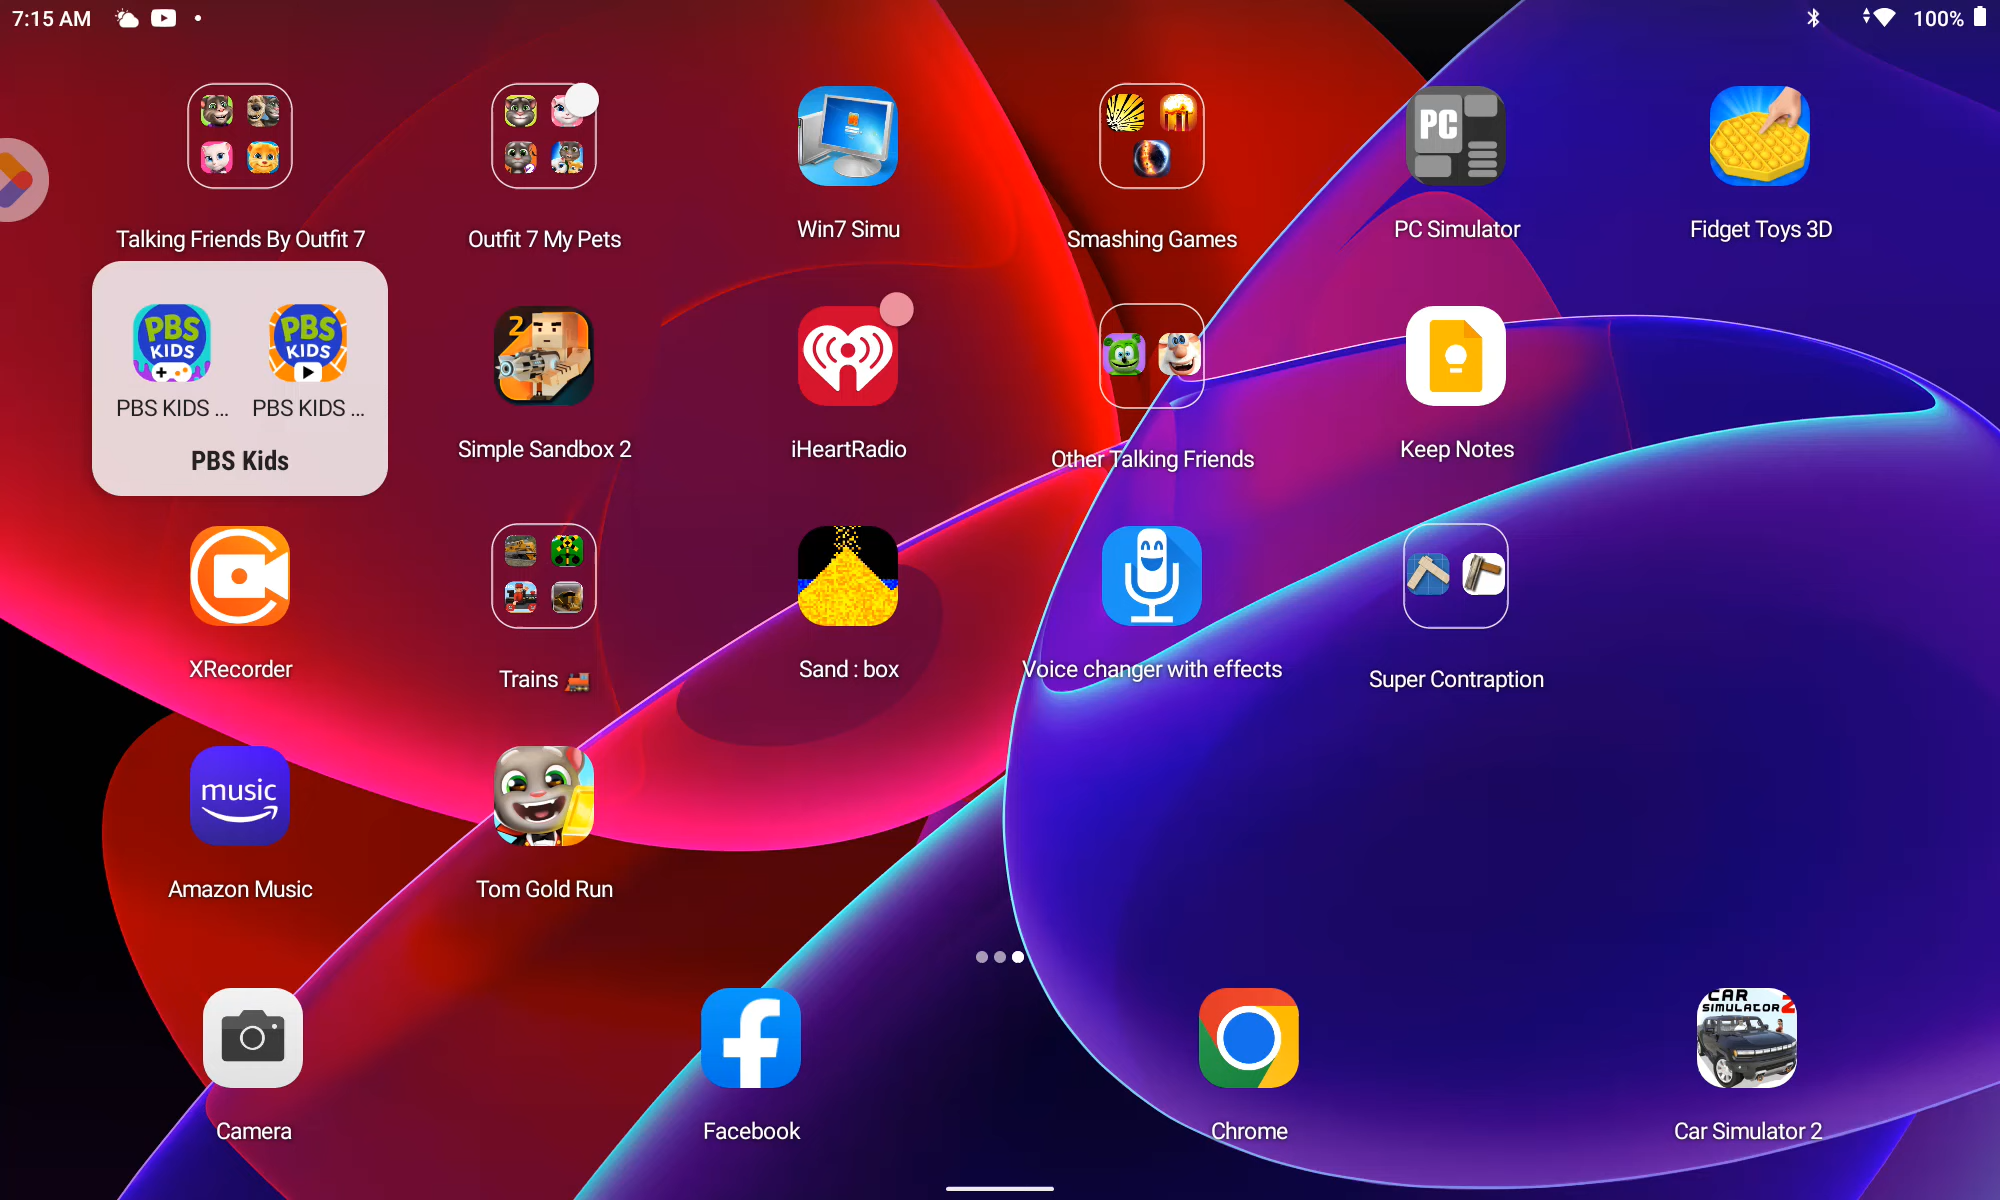 7:15 AM
100%
Talking Friends By Outfit 7
Outfit 7 My Pets
Win7 Simu
Smashing Games
PC
PC Simulator
Fidget Toys 3D
PBS KIDS
PBS KIDS
PBS KIDS ...
PBS KIDS ...
PBS Kids
2
Simple Sandbox 2
iHeartRadio
Other Talking Friends
Keep Notes
XRecorder
Trains 🚂
Sand : box
Voice changer with effects
Super Contraption
music
Amazon Music
Tom Gold Run
Camera
Facebook
Chrome
CAR SIMULATOR 2
Car Simulator 2